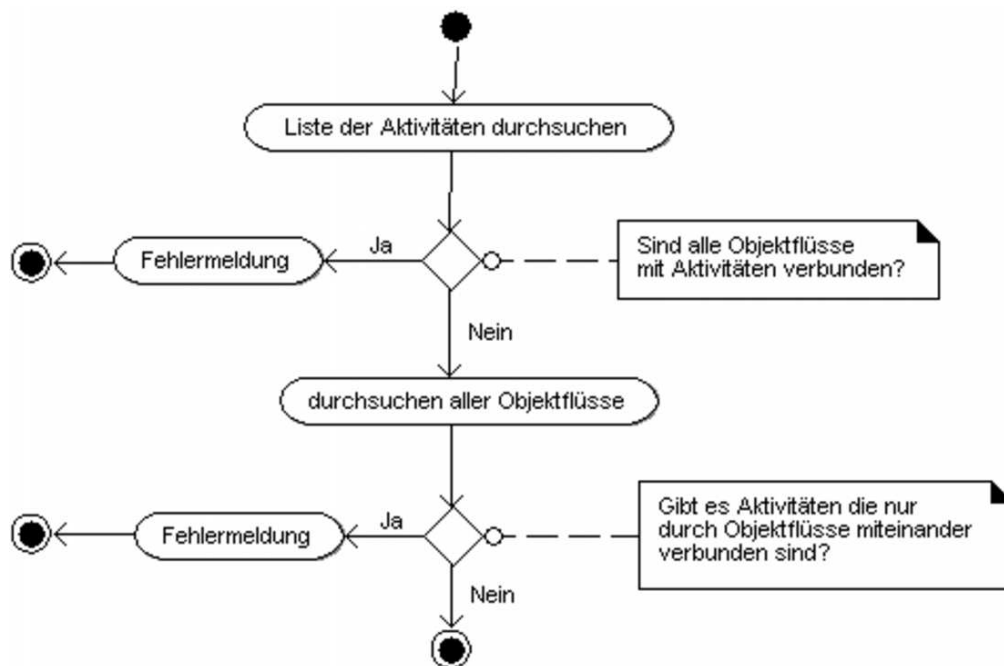 Liste der Aktivitäten durchsuchen
Ja
Fehlermeldung
Sind alle Objektflüsse
mit Aktivitäten verbunden?
Nein
durchsuchen aller Objektflüsse
Ja
Fehlermeldung
Gibt es Aktivitäten die nur
durch Objektflüsse miteinander
verbunden sind?
Nein